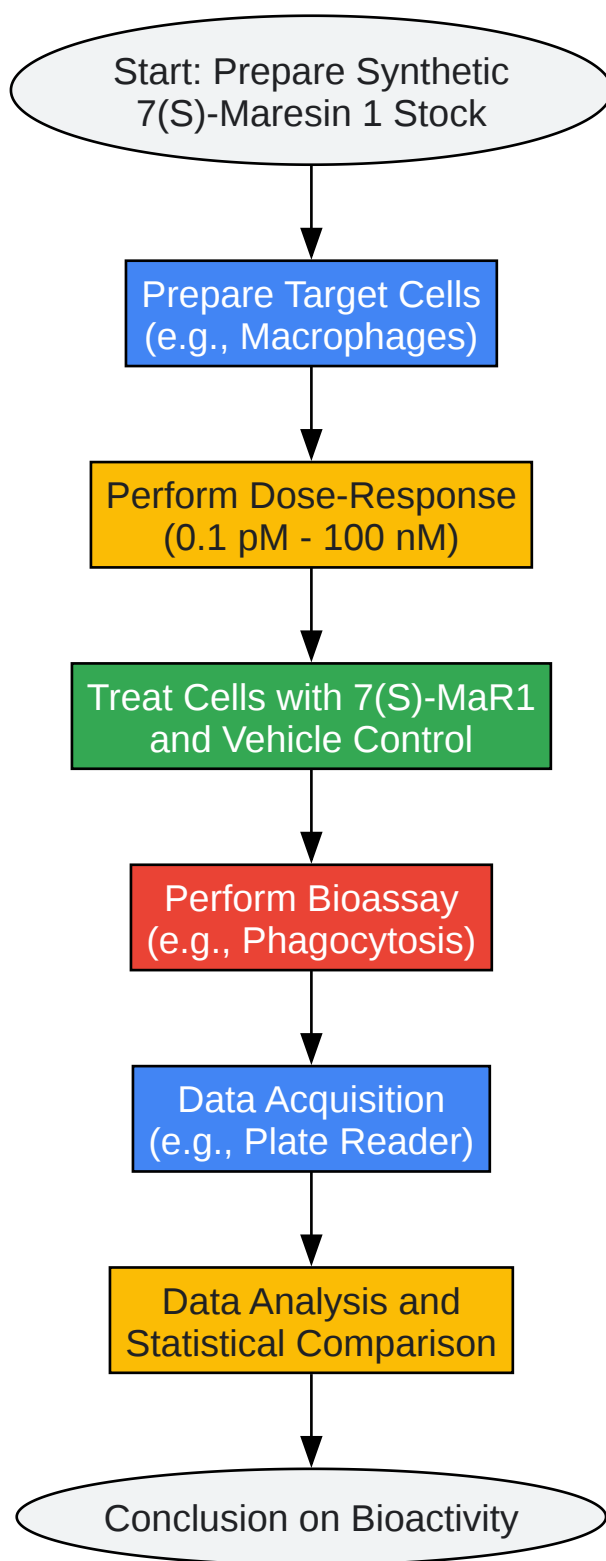 Start: Prepare Synthetic
7(S)-Maresin 1 Stock
Prepare Target Cells
(e.g., Macrophages)
Perform Dose-Response
(0.1 pM - 100 nM)
Treat Cells with 7(S)-MaR1
and Vehicle Control
Perform Bioassay
(e.g., Phagocytosis)
Data Acquisition
(e.g., Plate Reader)
Data Analysis and
Statistical Comparison
Conclusion on Bioactivity